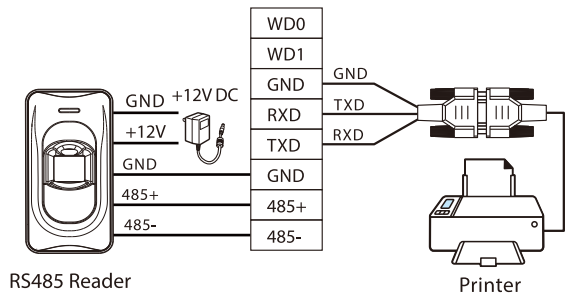 WD0
WD1
GND
RXD
TXD
GND
485+
485-
GND
TXD
RXD
GND
+12V DC
+12V
GND
485+
485-
RS485 Reader
Printer